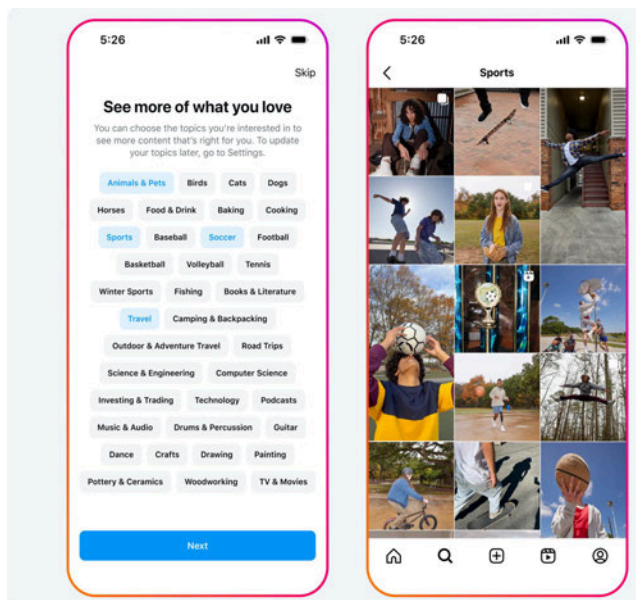 5:26
Skip
See more of what you love
You can choose the topics you're interested in to
see more content that's right for you. To update
your topics later, go to Settings.
Animals & Pets Birds Cats Dogs
Horses Food & Drink Baking Cooking
Sports Baseball Soccer Football
Basketball Volleyball Tennis
Winter Sports Fishing Books & Literature
Travel Camping & Backpacking
Outdoor & Adventure Travel Road Trips
Science & Engineering Computer Science
Investing & Trading Technology Podcasts
Music & Audio Drums & Percussion Guitar
Dance Crafts Drawing Painting
Pottery & Ceramics Woodworking TV & Movies
Next
5:26
Sports